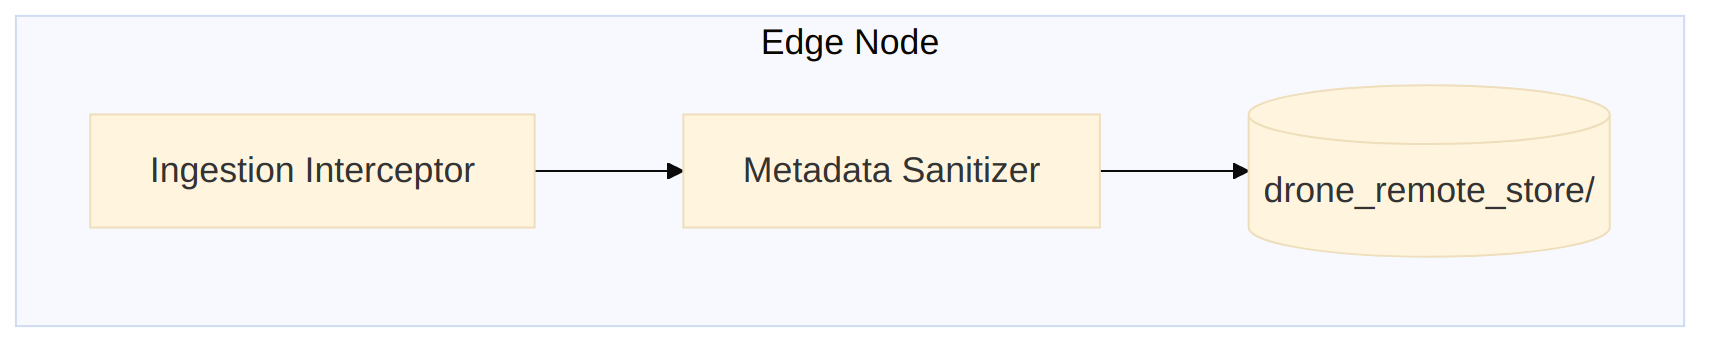 Edge Node
Ingestion Interceptor
Metadata Sanitizer
drone_remote_store/